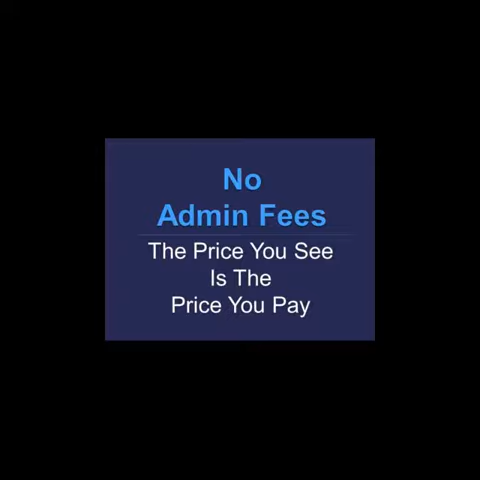 No
Admin Fees
The Price You See
Is The
Price You Pay